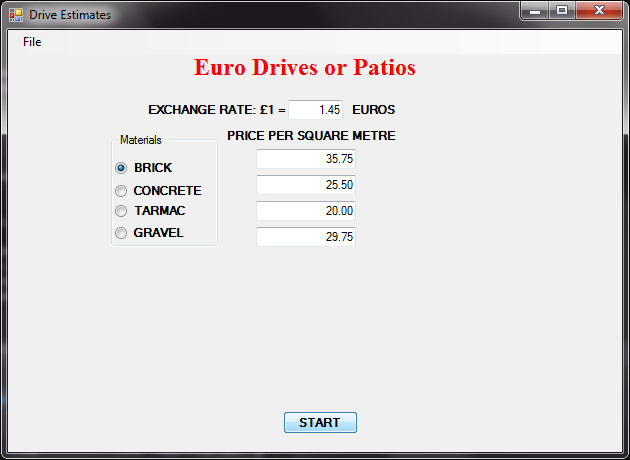 Drive Estimates
File
Euro Drives or Patios
EXCHANGE RATE: £1 = 1.45 EUROS
Materials
PRICE PER SQUARE METRE
BRICK 35.75
CONCRETE 25.50
TARMAC 20.00
GRAVEL 29.75
START